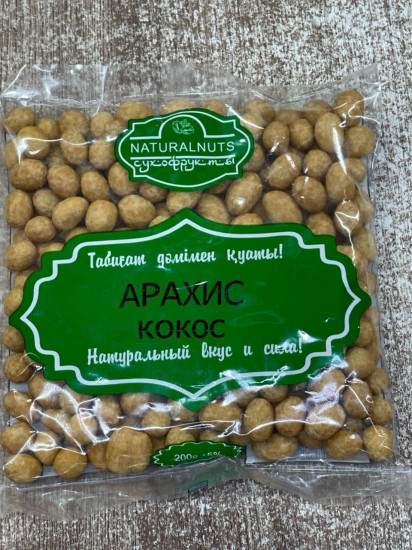 NATURALNUTS
сухофрукты
Табиғат дәмімен қуаты!
АРАХИС
КОКОС
Натуральный вкус и сила!